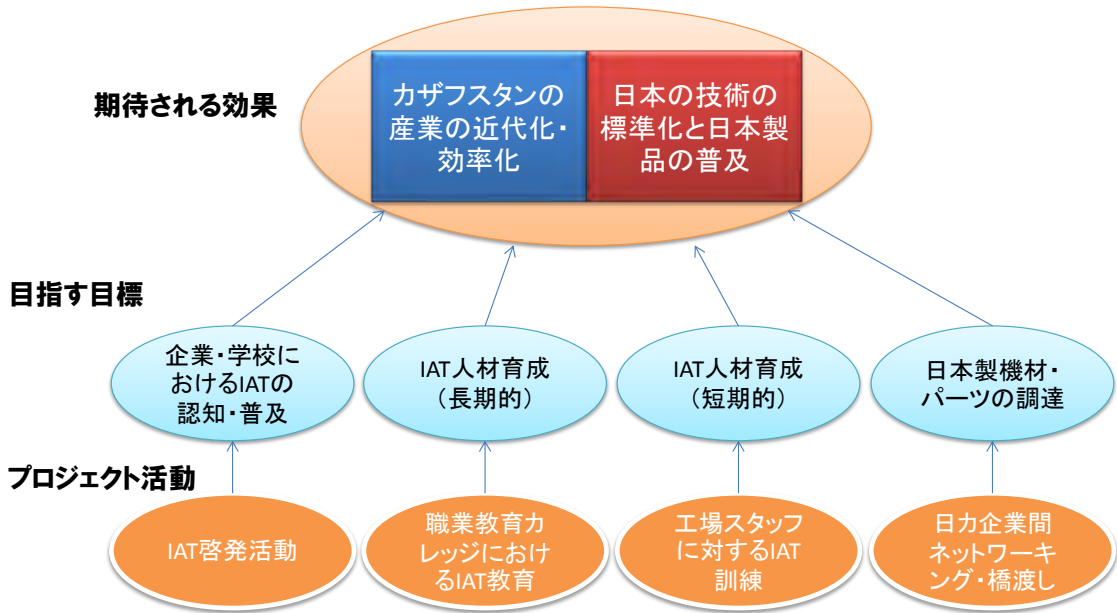 期待される効果
カザフスタンの
産業の近代化・
効率化
日本の技術の
標準化と日本製
品の普及
目指す目標
企業・学校に
おけるIATの
認知・普及
IAT人材育成
（長期的）
IAT人材育成
（短期的）
日本製機材・
パーツの調達
プロジェクト活動
IAT啓発活動
職業教育カ
レッジにおけ
るIAT教育
工場スタッフ
に対するIAT
訓練
日カ企業間
ネットワーキ
ング・橋渡し